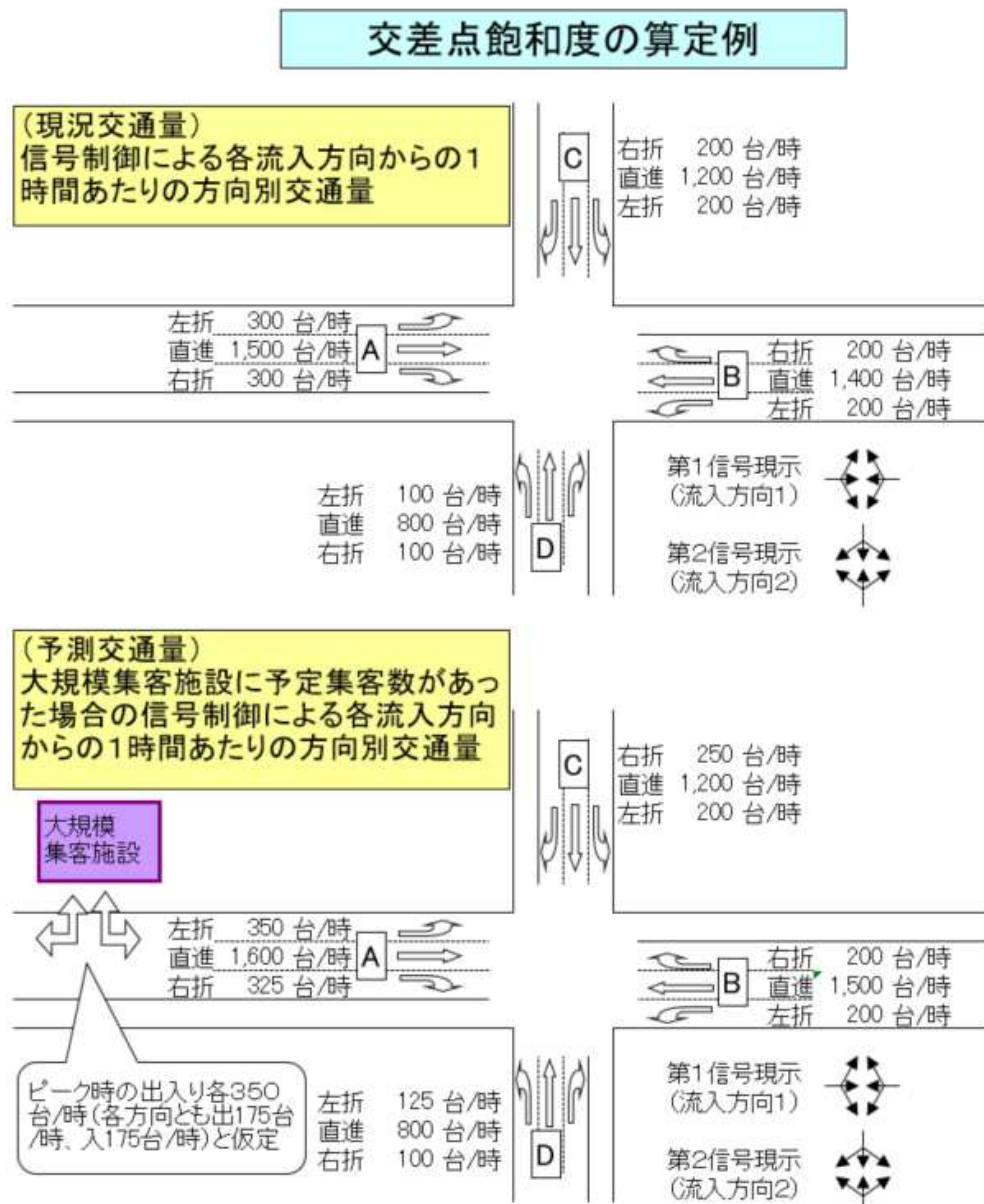 交差点飽和度の算定例
(現況交通量)
信号制御による各流入方向からの1
時間あたりの方向別交通量
C
右折 200 台/時
直進 1,200 台/時
左折 200 台/時
左折 300 台/時
直進 1,500 台/時
右折 300 台/時
A
B
右折 200 台/時
直進 1,400 台/時
左折 200 台/時
左折 100 台/時
直進 800 台/時
右折 100 台/時
D
第1信号現示
(流入方向1)
第2信号現示
(流入方向2)
(予測交通量)
大規模集客施設に予定集客数があっ
た場合の信号制御による各流入方向
からの1時間あたりの方向別交通量
C
右折 250 台/時
直進 1,200 台/時
左折 200 台/時
大規模
集客施設
左折 350 台/時
直進 1,600 台/時
右折 325 台/時
A
B
右折 200 台/時
直進 1,500 台/時
左折 200 台/時
ピーク時の出入り各350
台/時(各方向とも出175台
/時、入175台/時)と仮定
左折 125 台/時
直進 800 台/時
右折 100 台/時
D
第1信号現示
(流入方向1)
第2信号現示
(流入方向2)